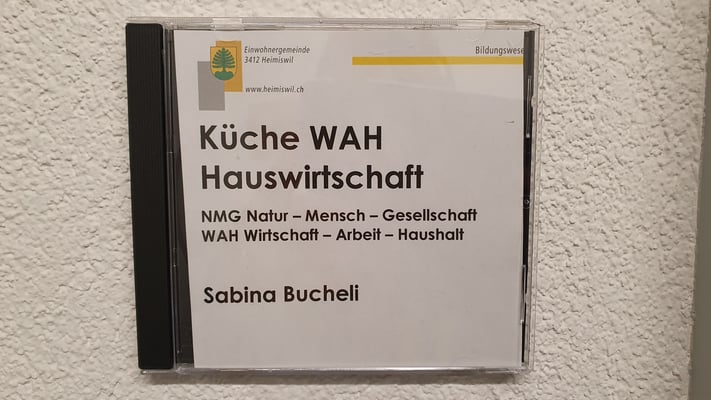 Einwohnergemeinde
3412 Heimiswil
Bildungswese
www.heimiswil.ch
Küche WAH
Hauswirtschaft
NMG Natur – Mensch – Gesellschaft
WAH Wirtschaft – Arbeit – Haushalt
Sabina Bucheli